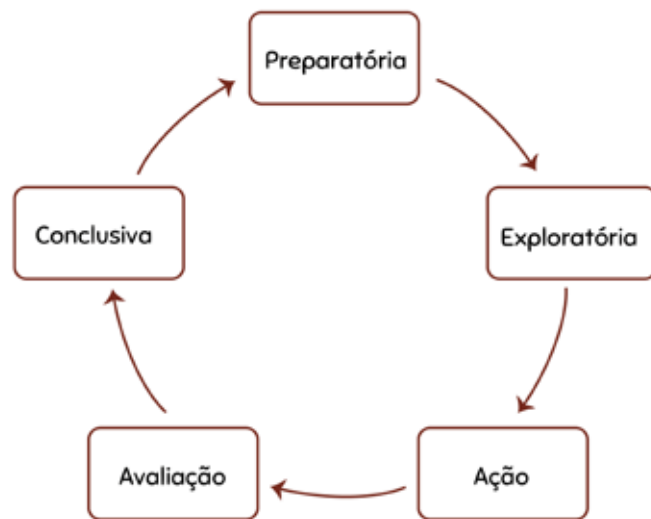 Preparatória
Exploratória
Ação
Avaliação
Conclusiva